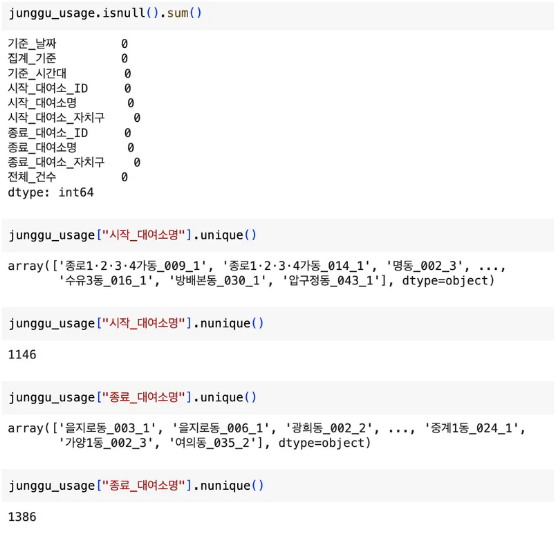 junggu_usage.isnull().sum()
기준_날짜 0
집계_기준 0
기준_시간대 0
시작_대여소_ID 0
시작_대여소명 0
시작_대여소_자치구 0
종료_대여소_ID 0
종료_대여소명 0
종료_대여소_자치구 0
전체_건수 0
dtype: int64
junggu_usage["시작_대여소명"].unique()
array(['종로1·2·3·4가동_009_1', '종로1·2·3·4가동_014_1', '명동_002_3', ...,
'수유3동_016_1', '방배본동_030_1', '압구정동_043_1'], dtype=object)
junggu_usage["시작_대여소명"].nunique()
1146
junggu_usage["종료_대여소명"].unique()
array(['을지로동_003_1', '을지로동_006_1', '광희동_002_2', ..., '중계1동_024_1',
'가양1동_002_3', '여의동_035_2'], dtype=object)
junggu_usage["종료_대여소명"].nunique()
1386